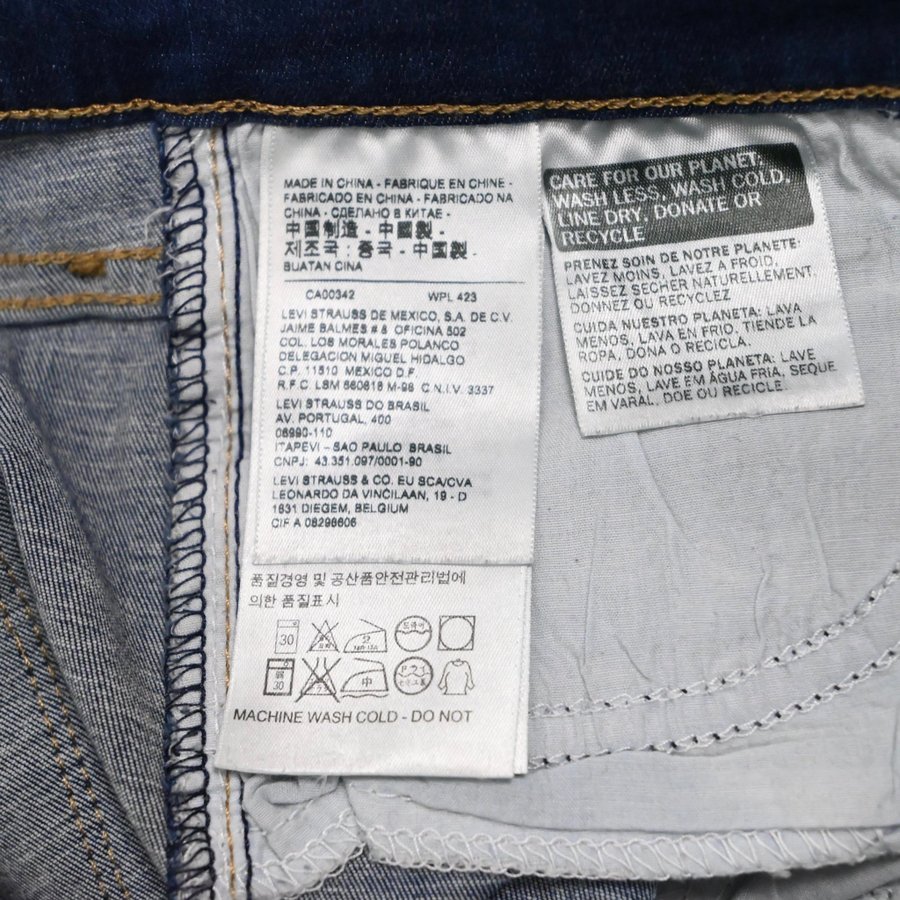 MADE IN CHINA - FABRIQUE EN CHINE -
FABRICADO EN CHINA - FABRICADO NA
CHINA - СДЕЛАНО В КИТАЕ -
中国制造 - 中國製 -
제조국 : 중국 - 中国製 -
BUATAN CINA
CA00342 WPL 423
LEVI STRAUSS DE MEXICO, S.A. DE C.V.
JAIME BALMES # 8 OFICINA 502
COL. LOS MORALES POLANCO
DELEGACION MIGUEL HIDALGO
C.P. 11510 MEXICO D.F.
R.F.C. LSM 660618 M-98 C.N.I.V. 3337
LEVI STRAUSS DO BRASIL
AV. PORTUGAL, 400
06990-110
ITAPEVI - SAO PAULO BRASIL
CNPJ: 43.351.097/0001-90
LEVI STRAUSS & CO. EU SCA/CVA
LEONARDO DA VINCILAAN, 19 - D
1831 DIEGEM, BELGIUM
CIF A 08298606
품질경영 및 공산품안전관리법에
의한 품질표시
30
30
中
MACHINE WASH COLD - DO NOT
CARE FOR OUR PLANET:
WASH LESS, WASH COLD,
LINE DRY, DONATE OR
RECYCLE
PRENEZ SOIN DE NOTRE PLANETE:
LAVEZ MOINS, LAVEZ A FROID,
LAISSEZ SECHER NATURELLEMENT.
DONNEZ OU RECYCLEZ
CUIDA NUESTRO PLANETA: LAVA
MENOS, LAVA EN FRIO, TIENDE LA
ROPA, DONA O RECICLA.
CUIDE DO NOSSO PLANETA: LAVE
MENOS, LAVE EM ÁGUA FRIA, SEQUE
EM VARAL, DOE OU RECICLE.